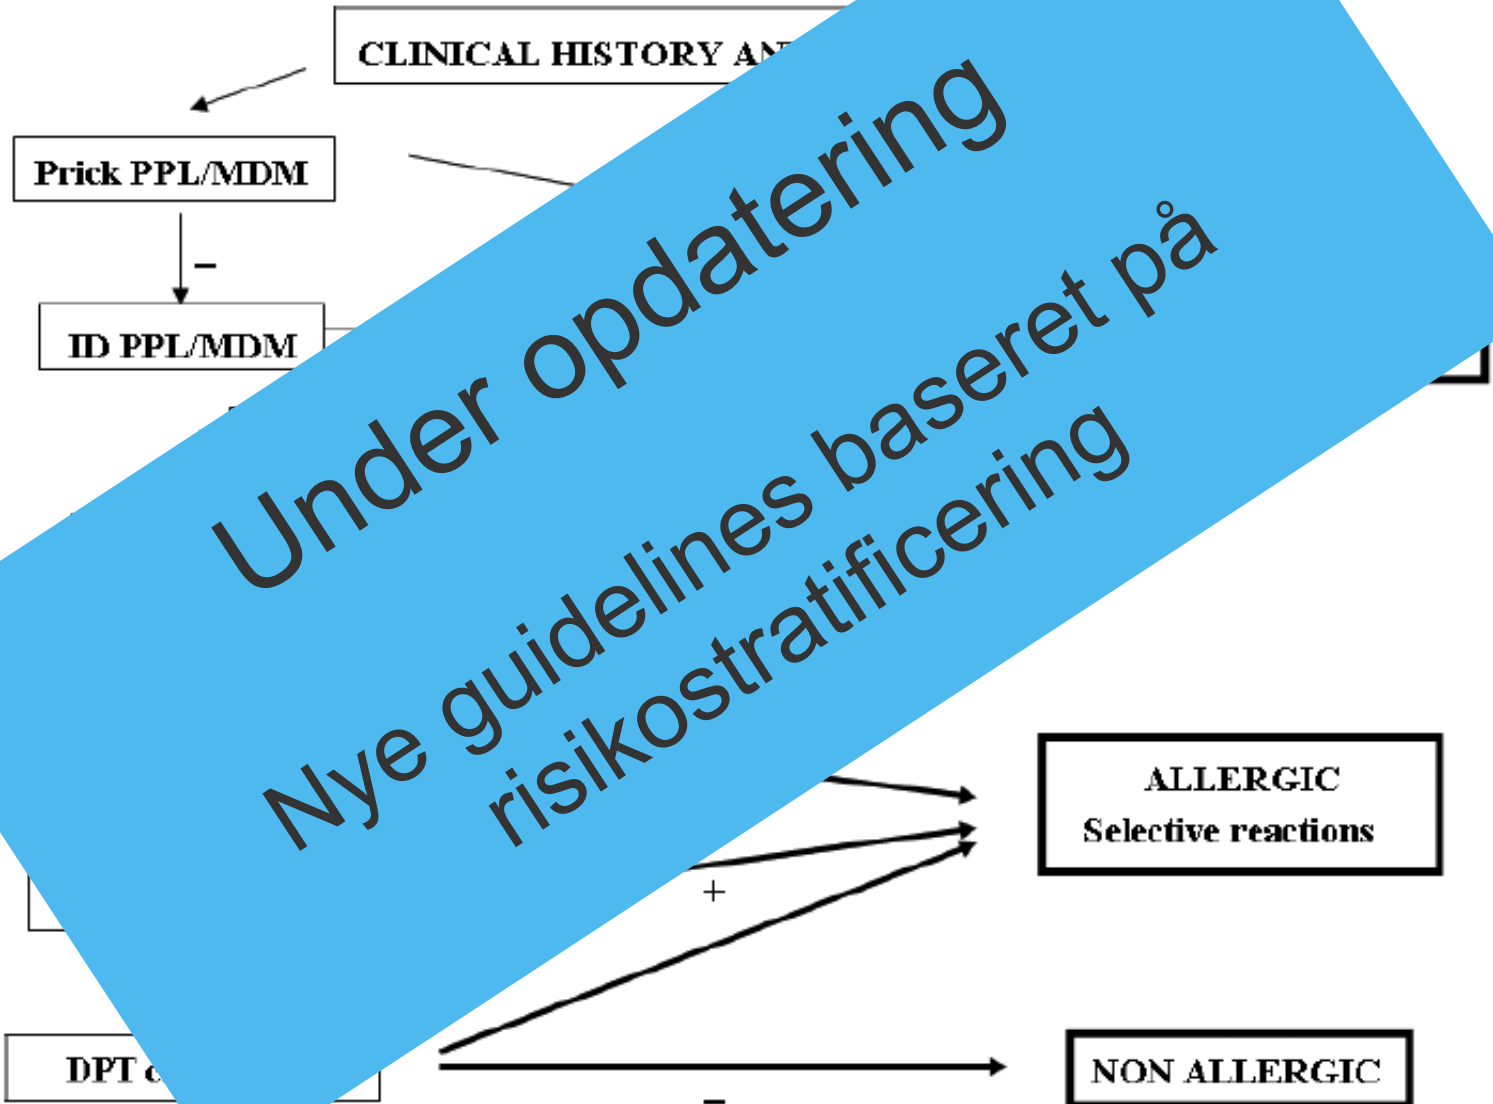 CLINICAL HISTORY
Prick PPL/MDM
–
ID PPL/MDM
Under opdatering
Nye guidelines baseret på
risikostratificering
ALLERGIC
Selective reactions
+
DPT
NON ALLERGIC
–